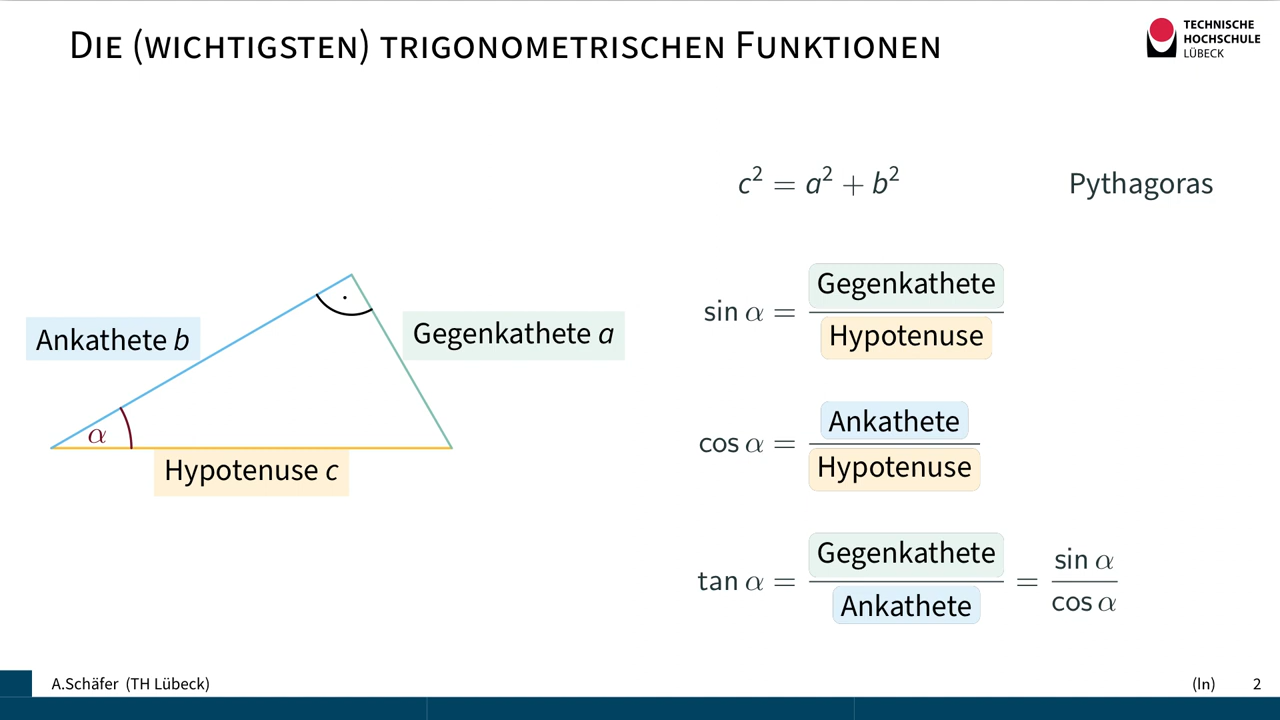 Die (wichtigsten) trigonometrischen Funktionen
TECHNISCHE
HOCHSCHULE
LÜBECK
c² = a² + b² Pythagoras
Ankathete b
Gegenkathete a
α
Hypotenuse c
sin α = Gegenkathete / Hypotenuse
cos α = Ankathete / Hypotenuse
tan α = Gegenkathete / Ankathete = sin α / cos α
A.Schäfer (TH Lübeck)
(ln) 2